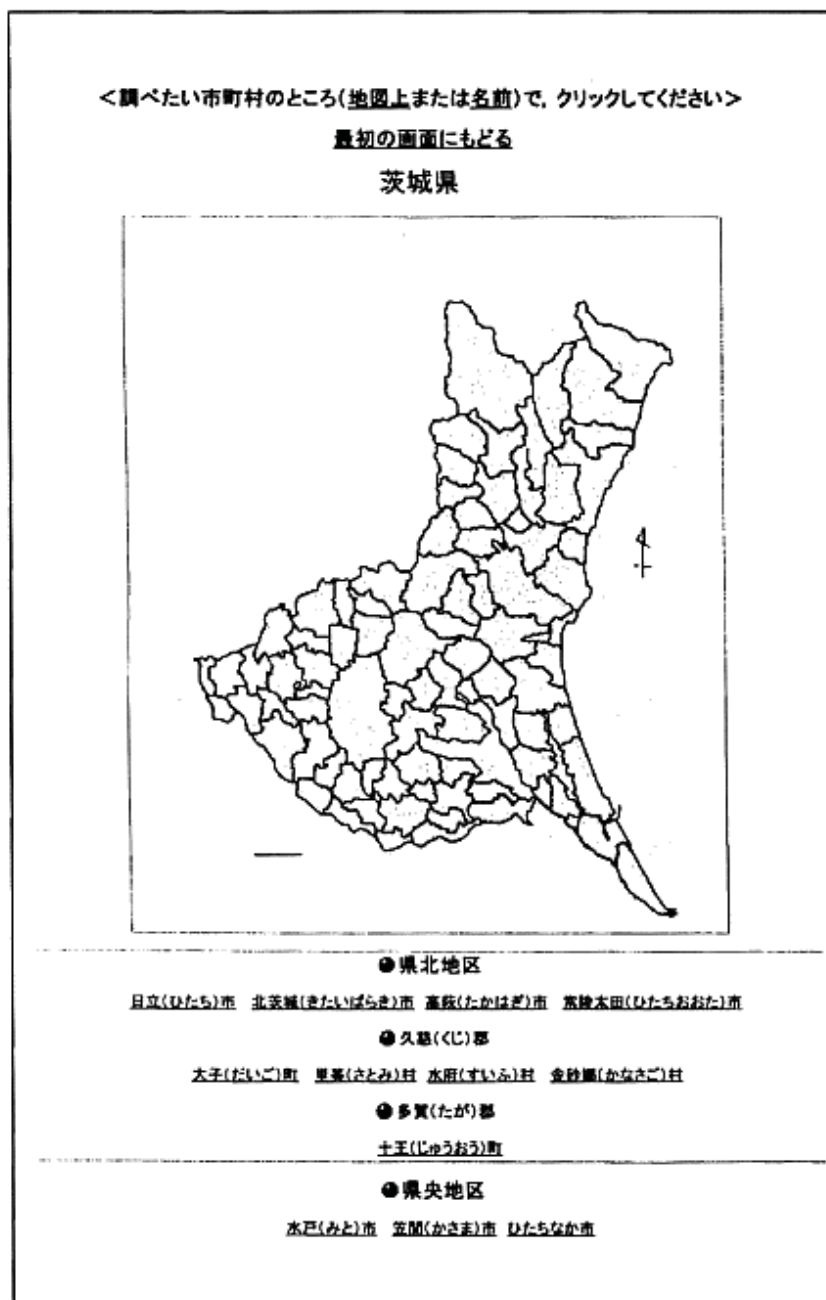 <調べたい市町村のところ(地図上または名前)で、クリックしてください>
最初の画面にもどる
茨城県
●県北地区
日立(ひたち)市 北茨城(きたいばらき)市 高萩(たかはぎ)市 常陸太田(ひたちおおた)市
●久慈(くじ)郡
大子(だいご)町 里美(さとみ)村 水府(すいふ)村 金砂郷(かなさごう)村
●多賀(たが)郡
十王(じゅうおう)町
●県央地区
水戸(みと)市 笠間(かさま)市 ひたちなか市